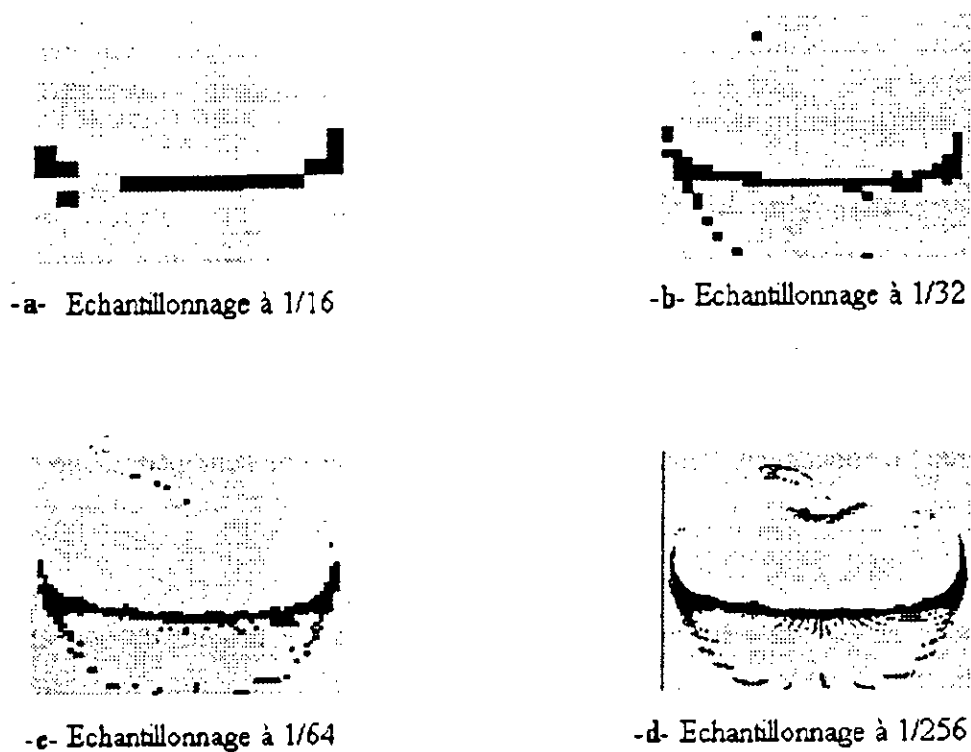 -a- Echantillonnage à 1/16
-b- Echantillonnage à 1/32
-c- Echantillonnage à 1/64
-d- Echantillonnage à 1/256